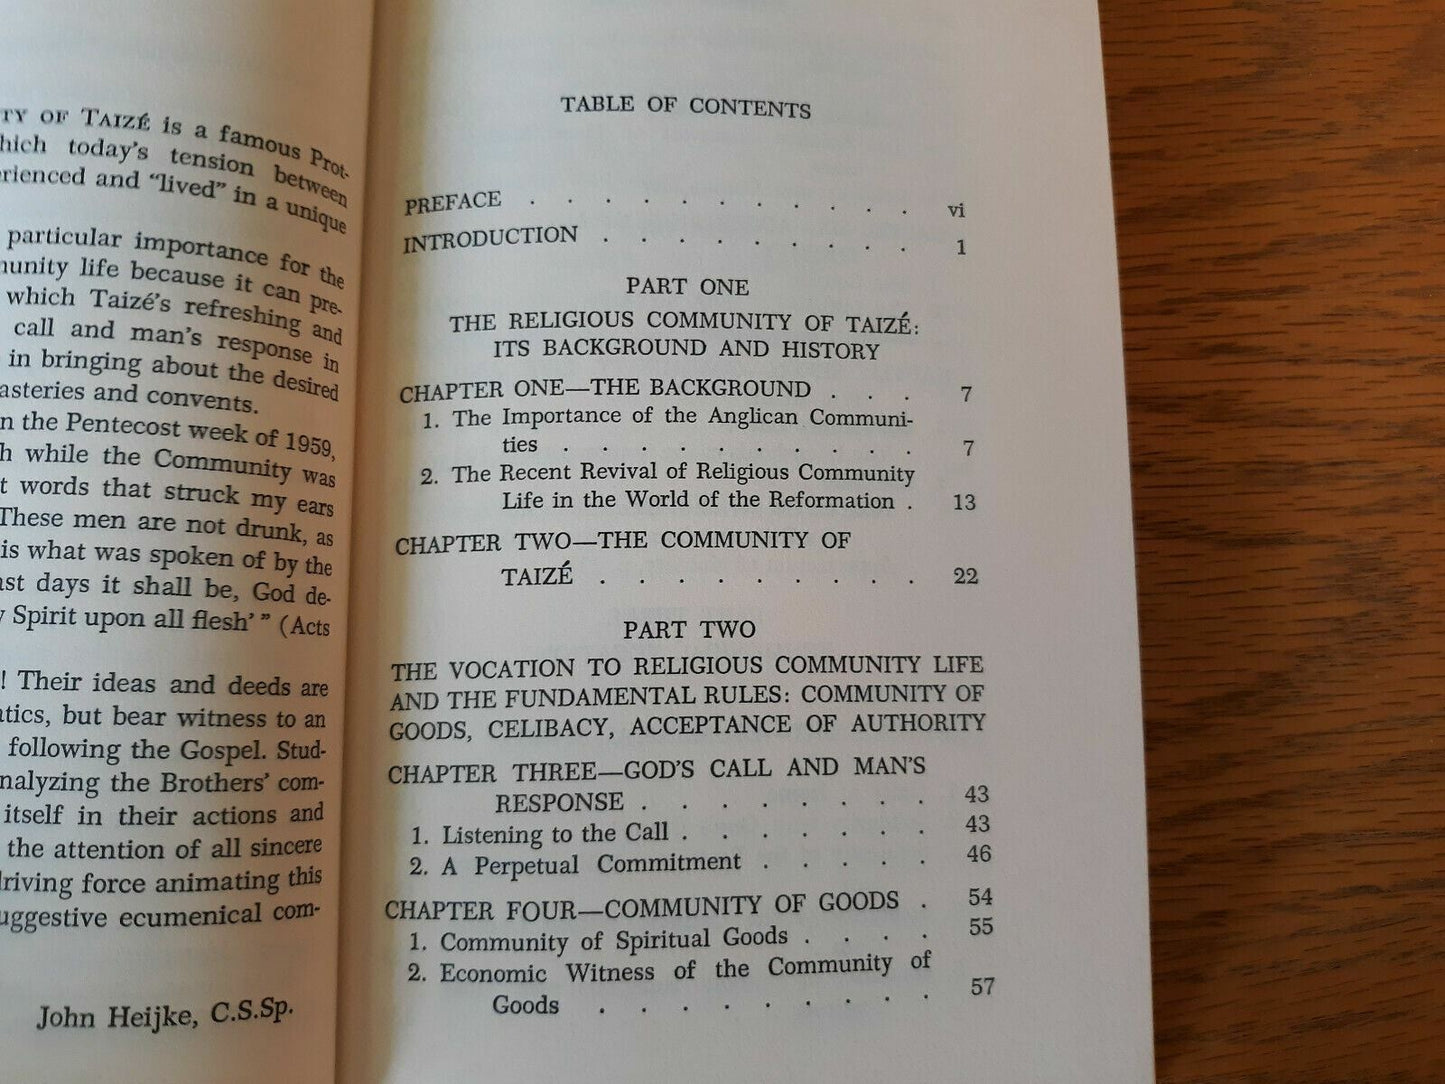 TY OF TAIZÉ is a famous Prot-
hich today's tension between
rienced and "lived" in a unique
particular importance for the
unity life because it can pre-
which Taizé's refreshing and
call and man's response in
in bringing about the desired
asteries and convents.
n the Pentecost week of 1959,
h while the Community was
t words that struck my ears
These men are not drunk, as
is what was spoken of by the
ast days it shall be, God de-
Spirit upon all flesh' " (Acts
! Their ideas and deeds are
atics, but bear witness to an
following the Gospel. Stud-
nalyzing the Brothers' com-
itself in their actions and
the attention of all sincere
driving force animating this
uggestive ecumenical com-
John Heijke, C.S.Sp.
TABLE OF CONTENTS
PREFACE . . . . . . . . . . . vi
INTRODUCTION . . . . . . . . . 1
PART ONE
THE RELIGIOUS COMMUNITY OF TAIZÉ:
ITS BACKGROUND AND HISTORY
CHAPTER ONE—THE BACKGROUND . . . 7
1. The Importance of the Anglican Communi-
ties . . . . . . . . . . 7
2. The Recent Revival of Religious Community
Life in the World of the Reformation . 13
CHAPTER TWO—THE COMMUNITY OF
TAIZÉ . . . . . . . . . 22
PART TWO
THE VOCATION TO RELIGIOUS COMMUNITY LIFE
AND THE FUNDAMENTAL RULES: COMMUNITY OF
GOODS, CELIBACY, ACCEPTANCE OF AUTHORITY
CHAPTER THREE—GOD'S CALL AND MAN'S
RESPONSE . . . . . . . . 43
1. Listening to the Call . . . . . . . 43
2. A Perpetual Commitment . . . . . 46
CHAPTER FOUR—COMMUNITY OF GOODS . 54
1. Community of Spiritual Goods . . . . 55
2. Economic Witness of the Community of
Goods . . . . . . . . . 57